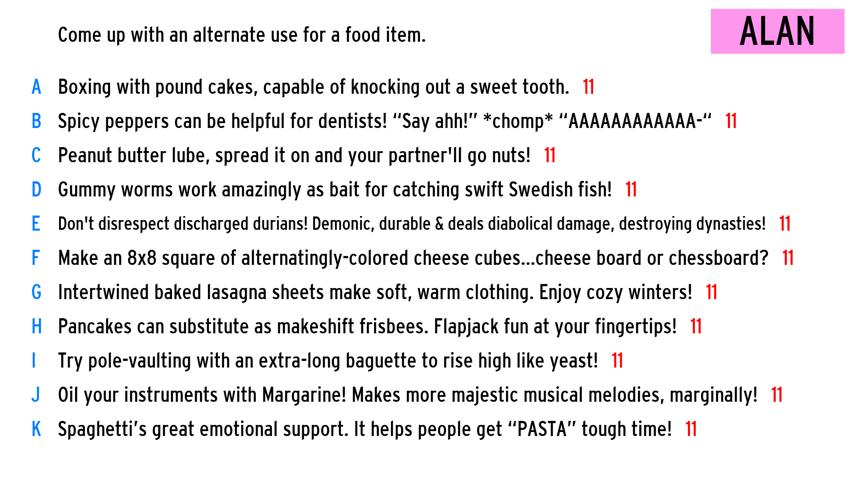 Come up with an alternate use for a food item.
ALAN
A Boxing with pound cakes, capable of knocking out a sweet tooth. 11
B Spicy peppers can be helpful for dentists! “Say ahh!” *chomp* “AAAAAAAAAAAA-“ 11
C Peanut butter lube, spread it on and your partner'll go nuts! 11
D Gummy worms work amazingly as bait for catching swift Swedish fish! 11
E Don't disrespect discharged durians! Demonic, durable & deals diabolical damage, destroying dynasties! 11
F Make an 8x8 square of alternatingly-colored cheese cubes...cheese board or chessboard? 11
G Intertwined baked lasagna sheets make soft, warm clothing. Enjoy cozy winters! 11
H Pancakes can substitute as makeshift frisbees. Flapjack fun at your fingertips! 11
I Try pole-vaulting with an extra-long baguette to rise high like yeast! 11
J Oil your instruments with Margarine! Makes more majestic musical melodies, marginally! 11
K Spaghetti’s great emotional support. It helps people get “PASTA” tough time! 11